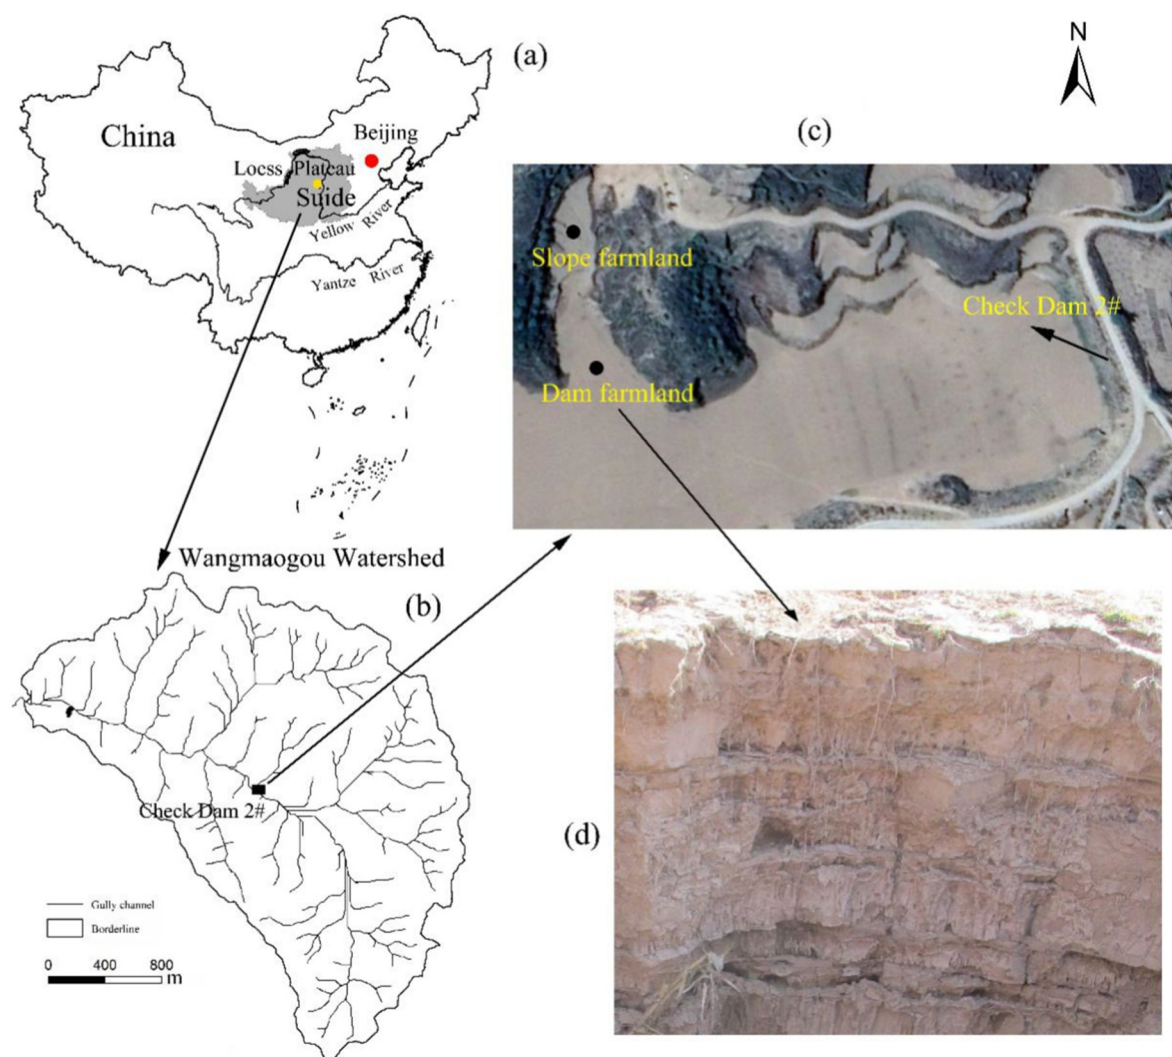 (a)
N
China
Beijing
(c)
Locss Plateau
Suide
Yellow River
Yantze River
Slope farmland
Check Dam 2#
Dam farmland
Wangmaogou Watershed
(b)
Check Dam 2#
(d)
Gully channel
Borderline
0 400 800
m